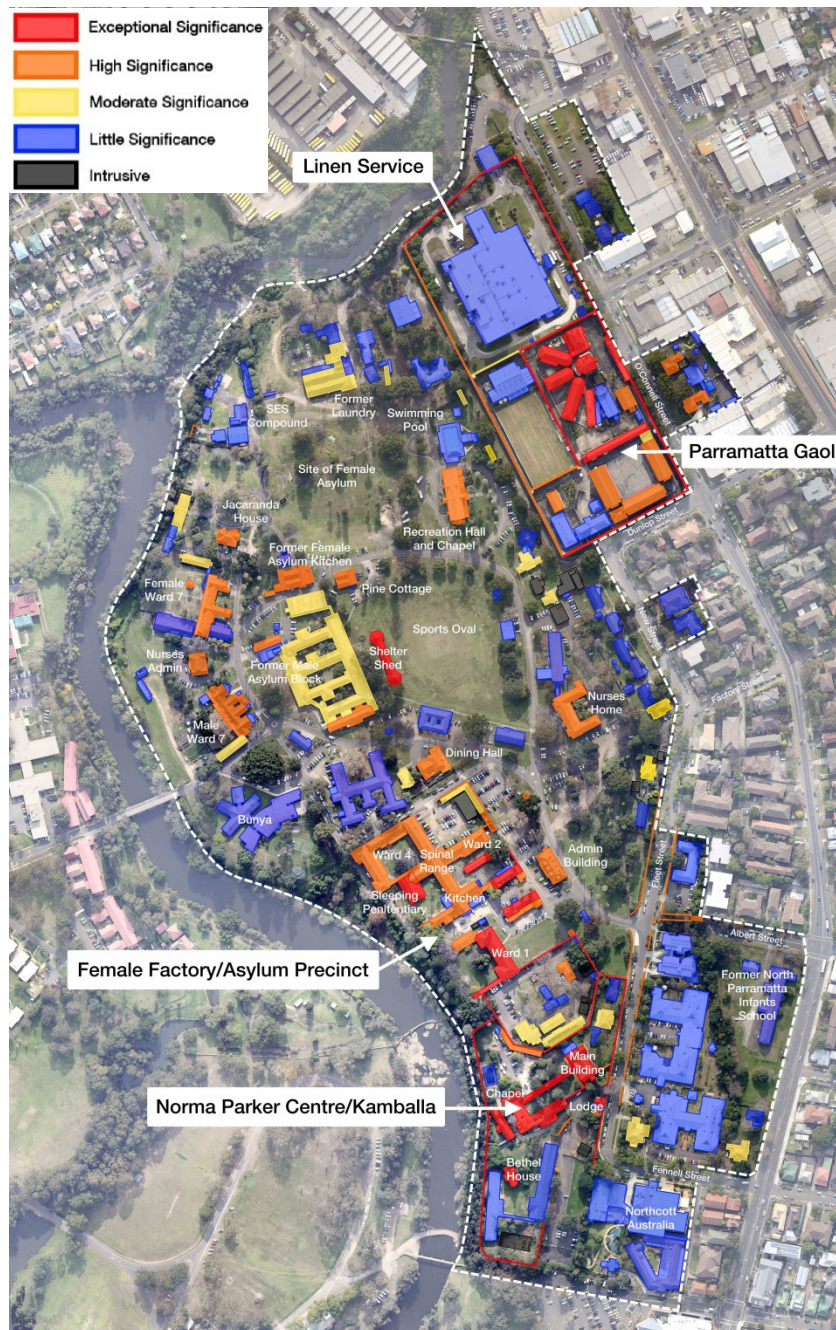 Exceptional Significance
High Significance
Moderate Significance
Little Significance
Intrusive
Linen Service
O'Connell Street
Former
Laundry
SES
Compound
Swimming
Pool
Parramatta Gaol
Site of Female
Asylum
Dunlop Street
Jacaranda
House
Recreation Hall
and Chapel
Former Female
Asylum Kitchen
Pine Cottage
Female
Ward 7
New Street
Sports Oval
Shelter
Shed
Former Male
Asylum Block
Nurses
Admin
Factory Street
Nurses
Home
Male
Ward 7
Dining Hall
Bunya
Ward 2
Ward 4
Spinal
Range
Admin
Building
Fleet Street
Sleeping
Penitentiary
Kitchen
Albert Street
Ward 1
Female Factory/Asylum Precinct
Former North
Parramatta
Infants
School
Main
Building
Chapel
Norma Parker Centre/Kamballa
Lodge
Bethel
House
Fennell Street
Northcott
Australia